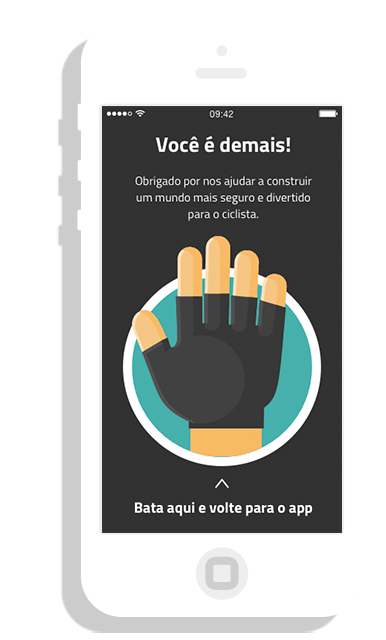 09:42
Você é demais!
Obrigado por nos ajudar a construir
um mundo mais seguro e divertido
para o ciclista.
Bata aqui e volte para o app